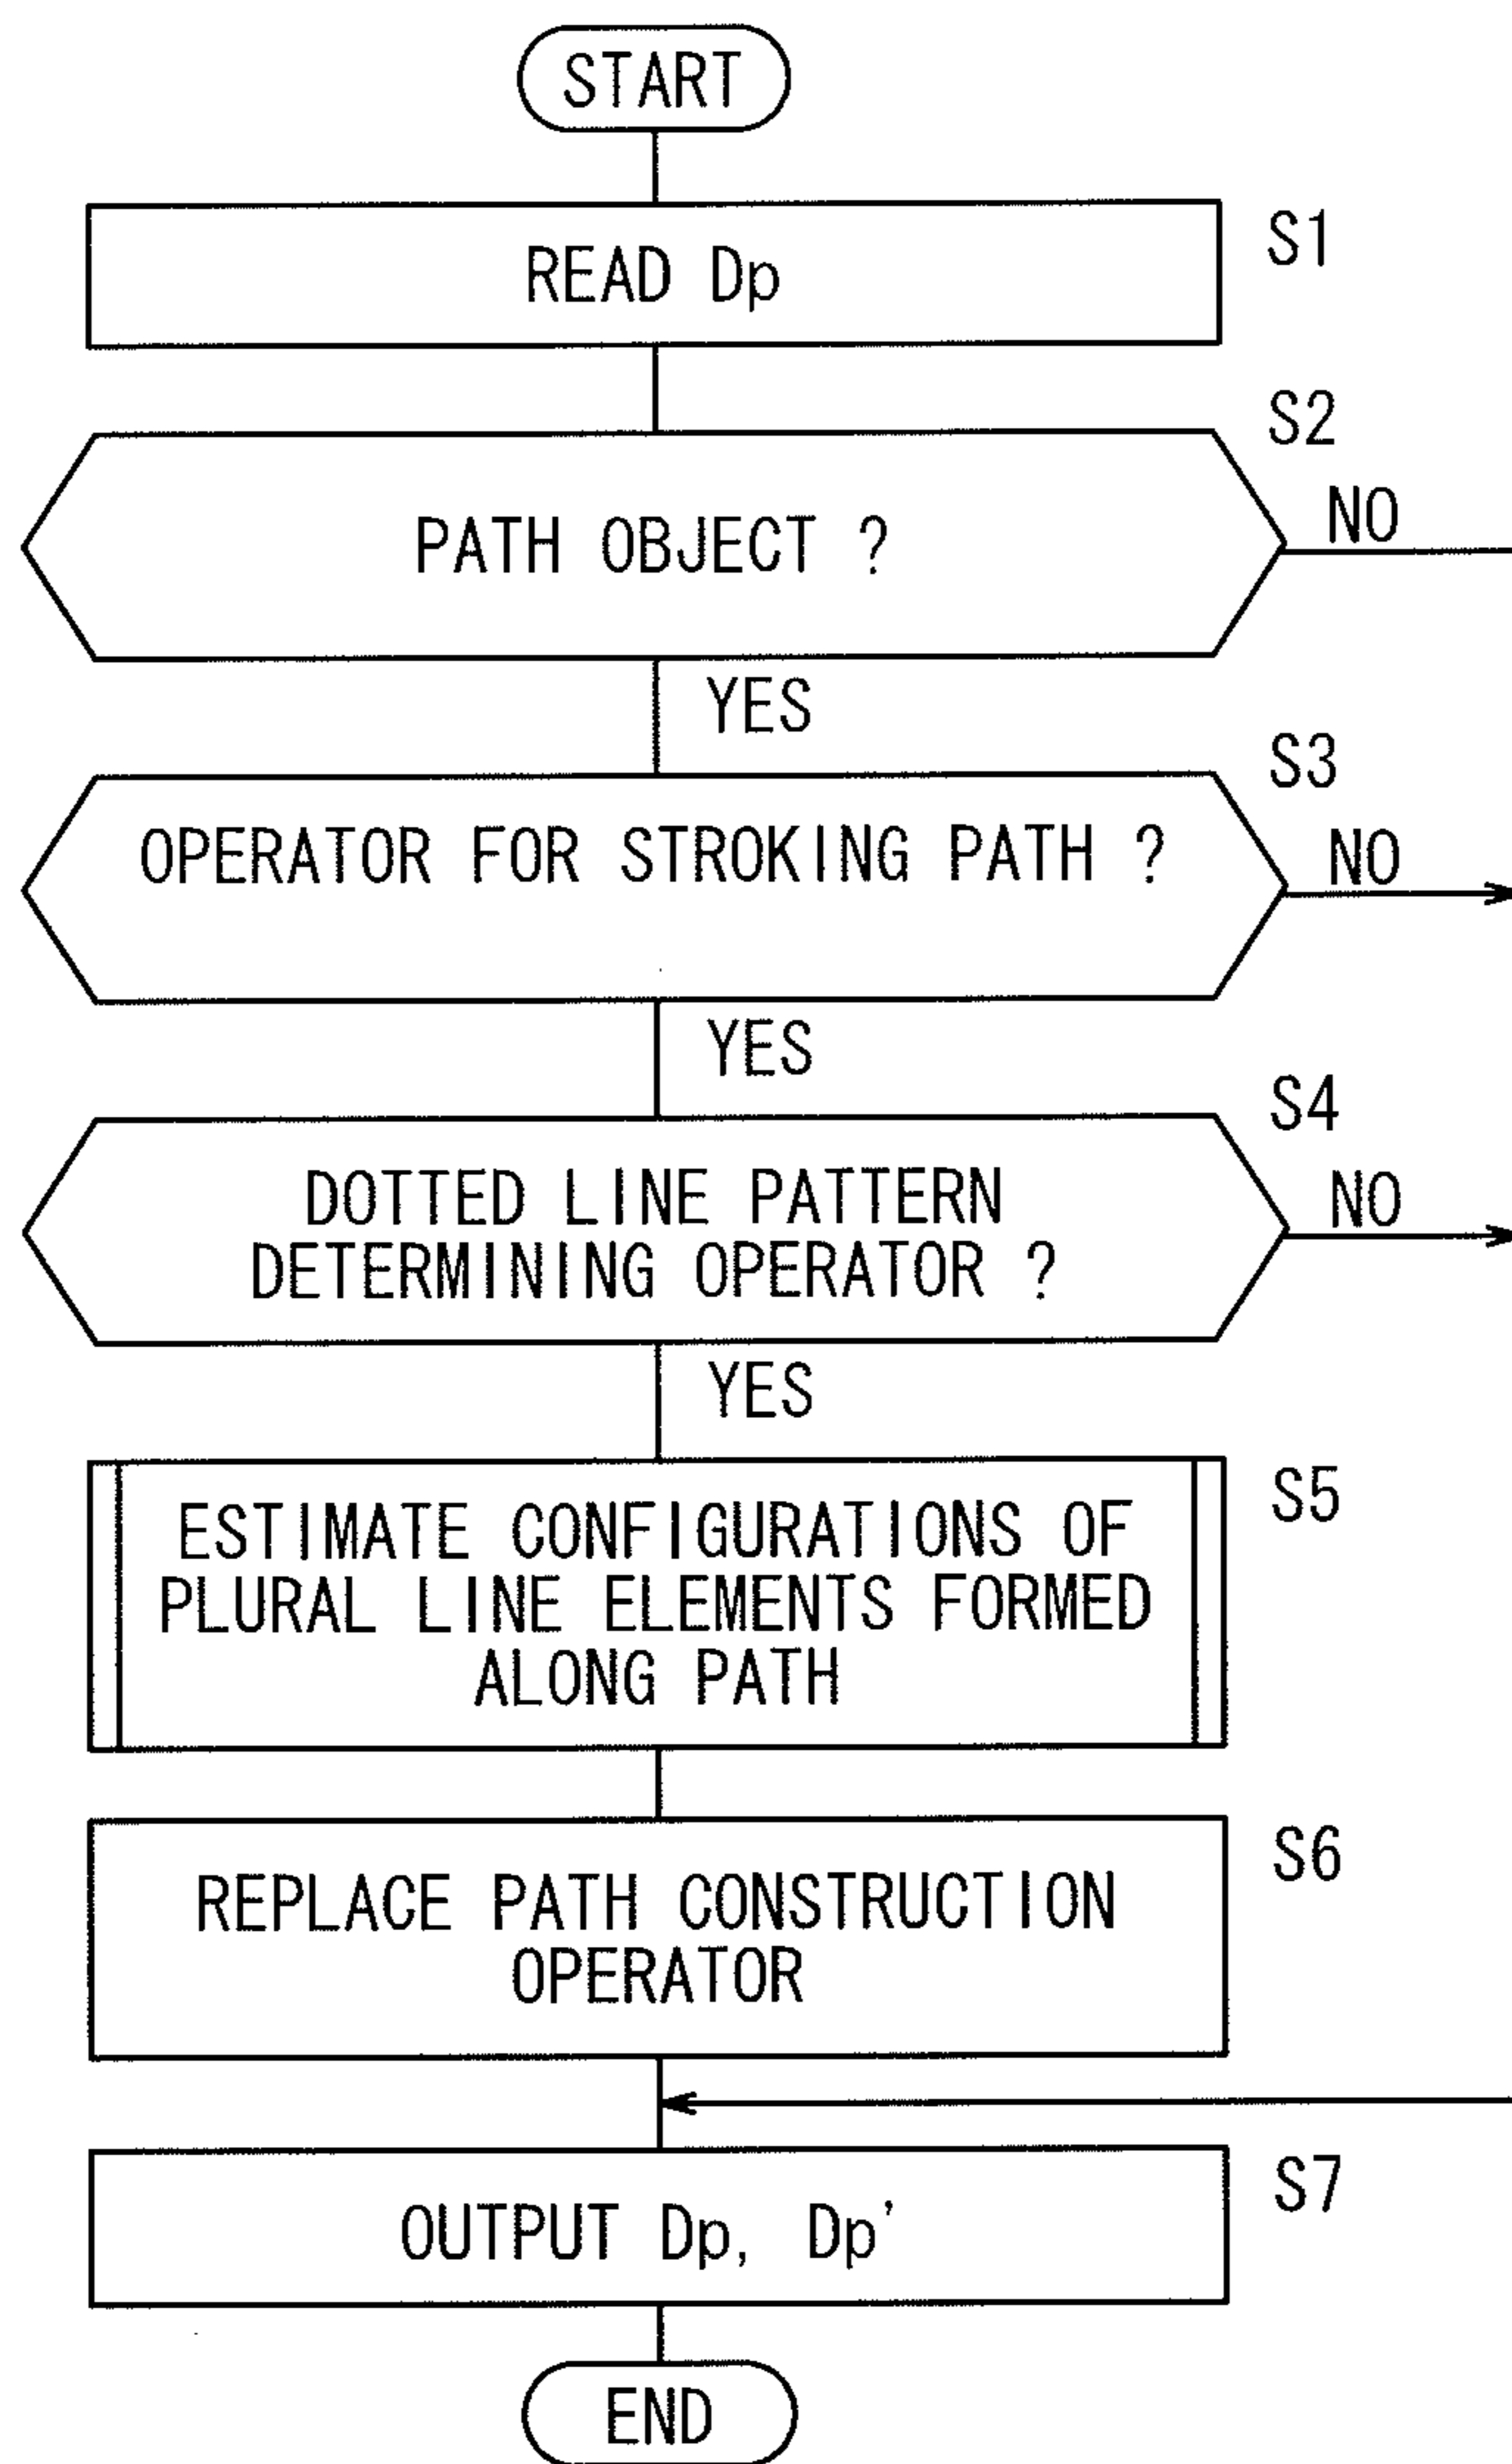 START
READ Dp
S1
S2
PATH OBJECT ?
NO
YES
S3
OPERATOR FOR STROKING PATH ?
NO
YES
S4
DOTTED LINE PATTERN
DETERMINING OPERATOR ?
NO
YES
S5
ESTIMATE CONFIGURATIONS OF
PLURAL LINE ELEMENTS FORMED
ALONG PATH
S6
REPLACE PATH CONSTRUCTION
OPERATOR
S7
OUTPUT Dp, Dp'
END